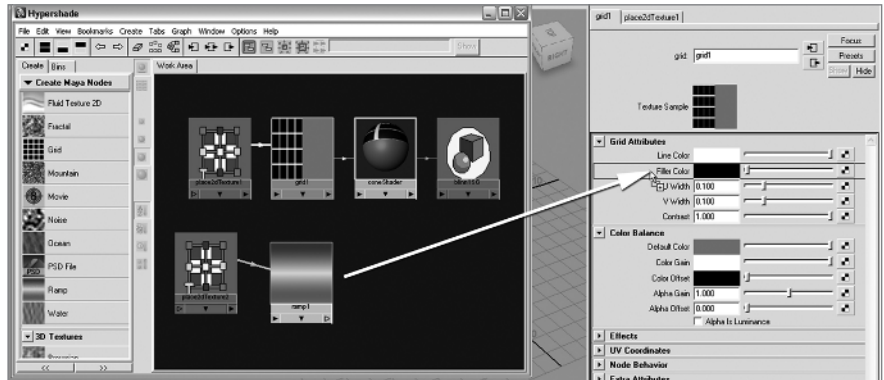 Hypershade
File Edit View Bookmarks Create Tabs Graph Window Options Help
Show
Create Bins
Create Maya Nodes
Fluid Texture 2D
Fractal
Grid
Mountain
Movie
Noise
Ocean
PSD File
PSD
Ramp
Water
3D Textures
<< >>
Work Area
place2dTexture1
grid1
coneShader
place2dTexture2
ramp1
RIGHT
grid1 place2dTexture1
grid: grid1
Focus
Presets
Show Hide
Texture Sample
Grid Attributes
Line Color
Filler Color
U Width 0.100
V Width 0.100
Contrast 1.000
Color Balance
Default Color
Color Gain
Color Offset
Alpha Gain 1.000
Alpha Offset 0.000
Alpha Is Luminance
Effects
UV Coordinates
Node Behavior
Extra Attributes